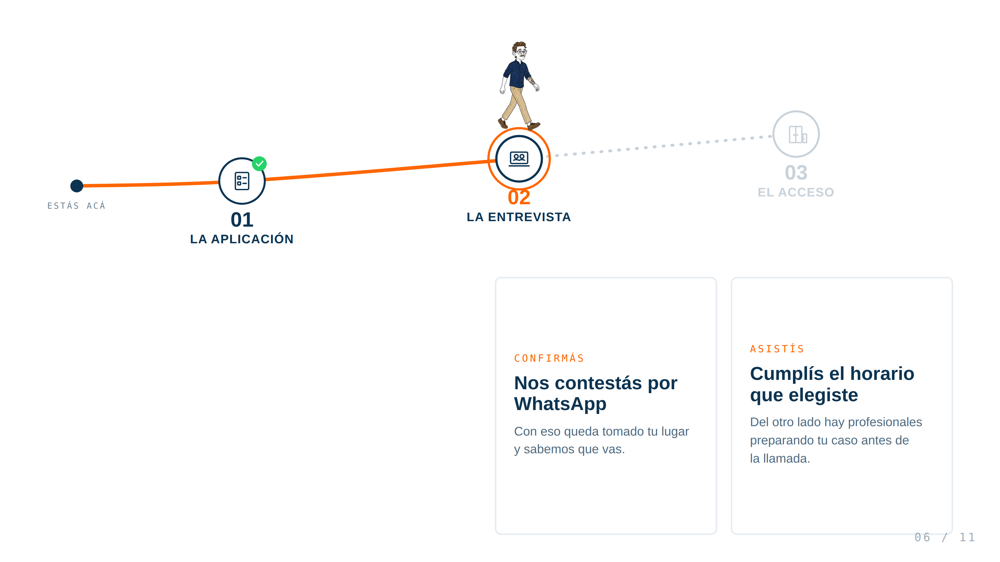 ESTÁS ACÁ
01
LA APLICACIÓN
02
LA ENTREVISTA
03
EL ACCESO
CONFIRMÁS
Nos contestás por
WhatsApp
Con eso queda tomado tu lugar
y sabemos que vas.
ASISTÍS
Cumplís el horario
que elegiste
Del otro lado hay profesionales
preparando tu caso antes de
la llamada.
06 / 11